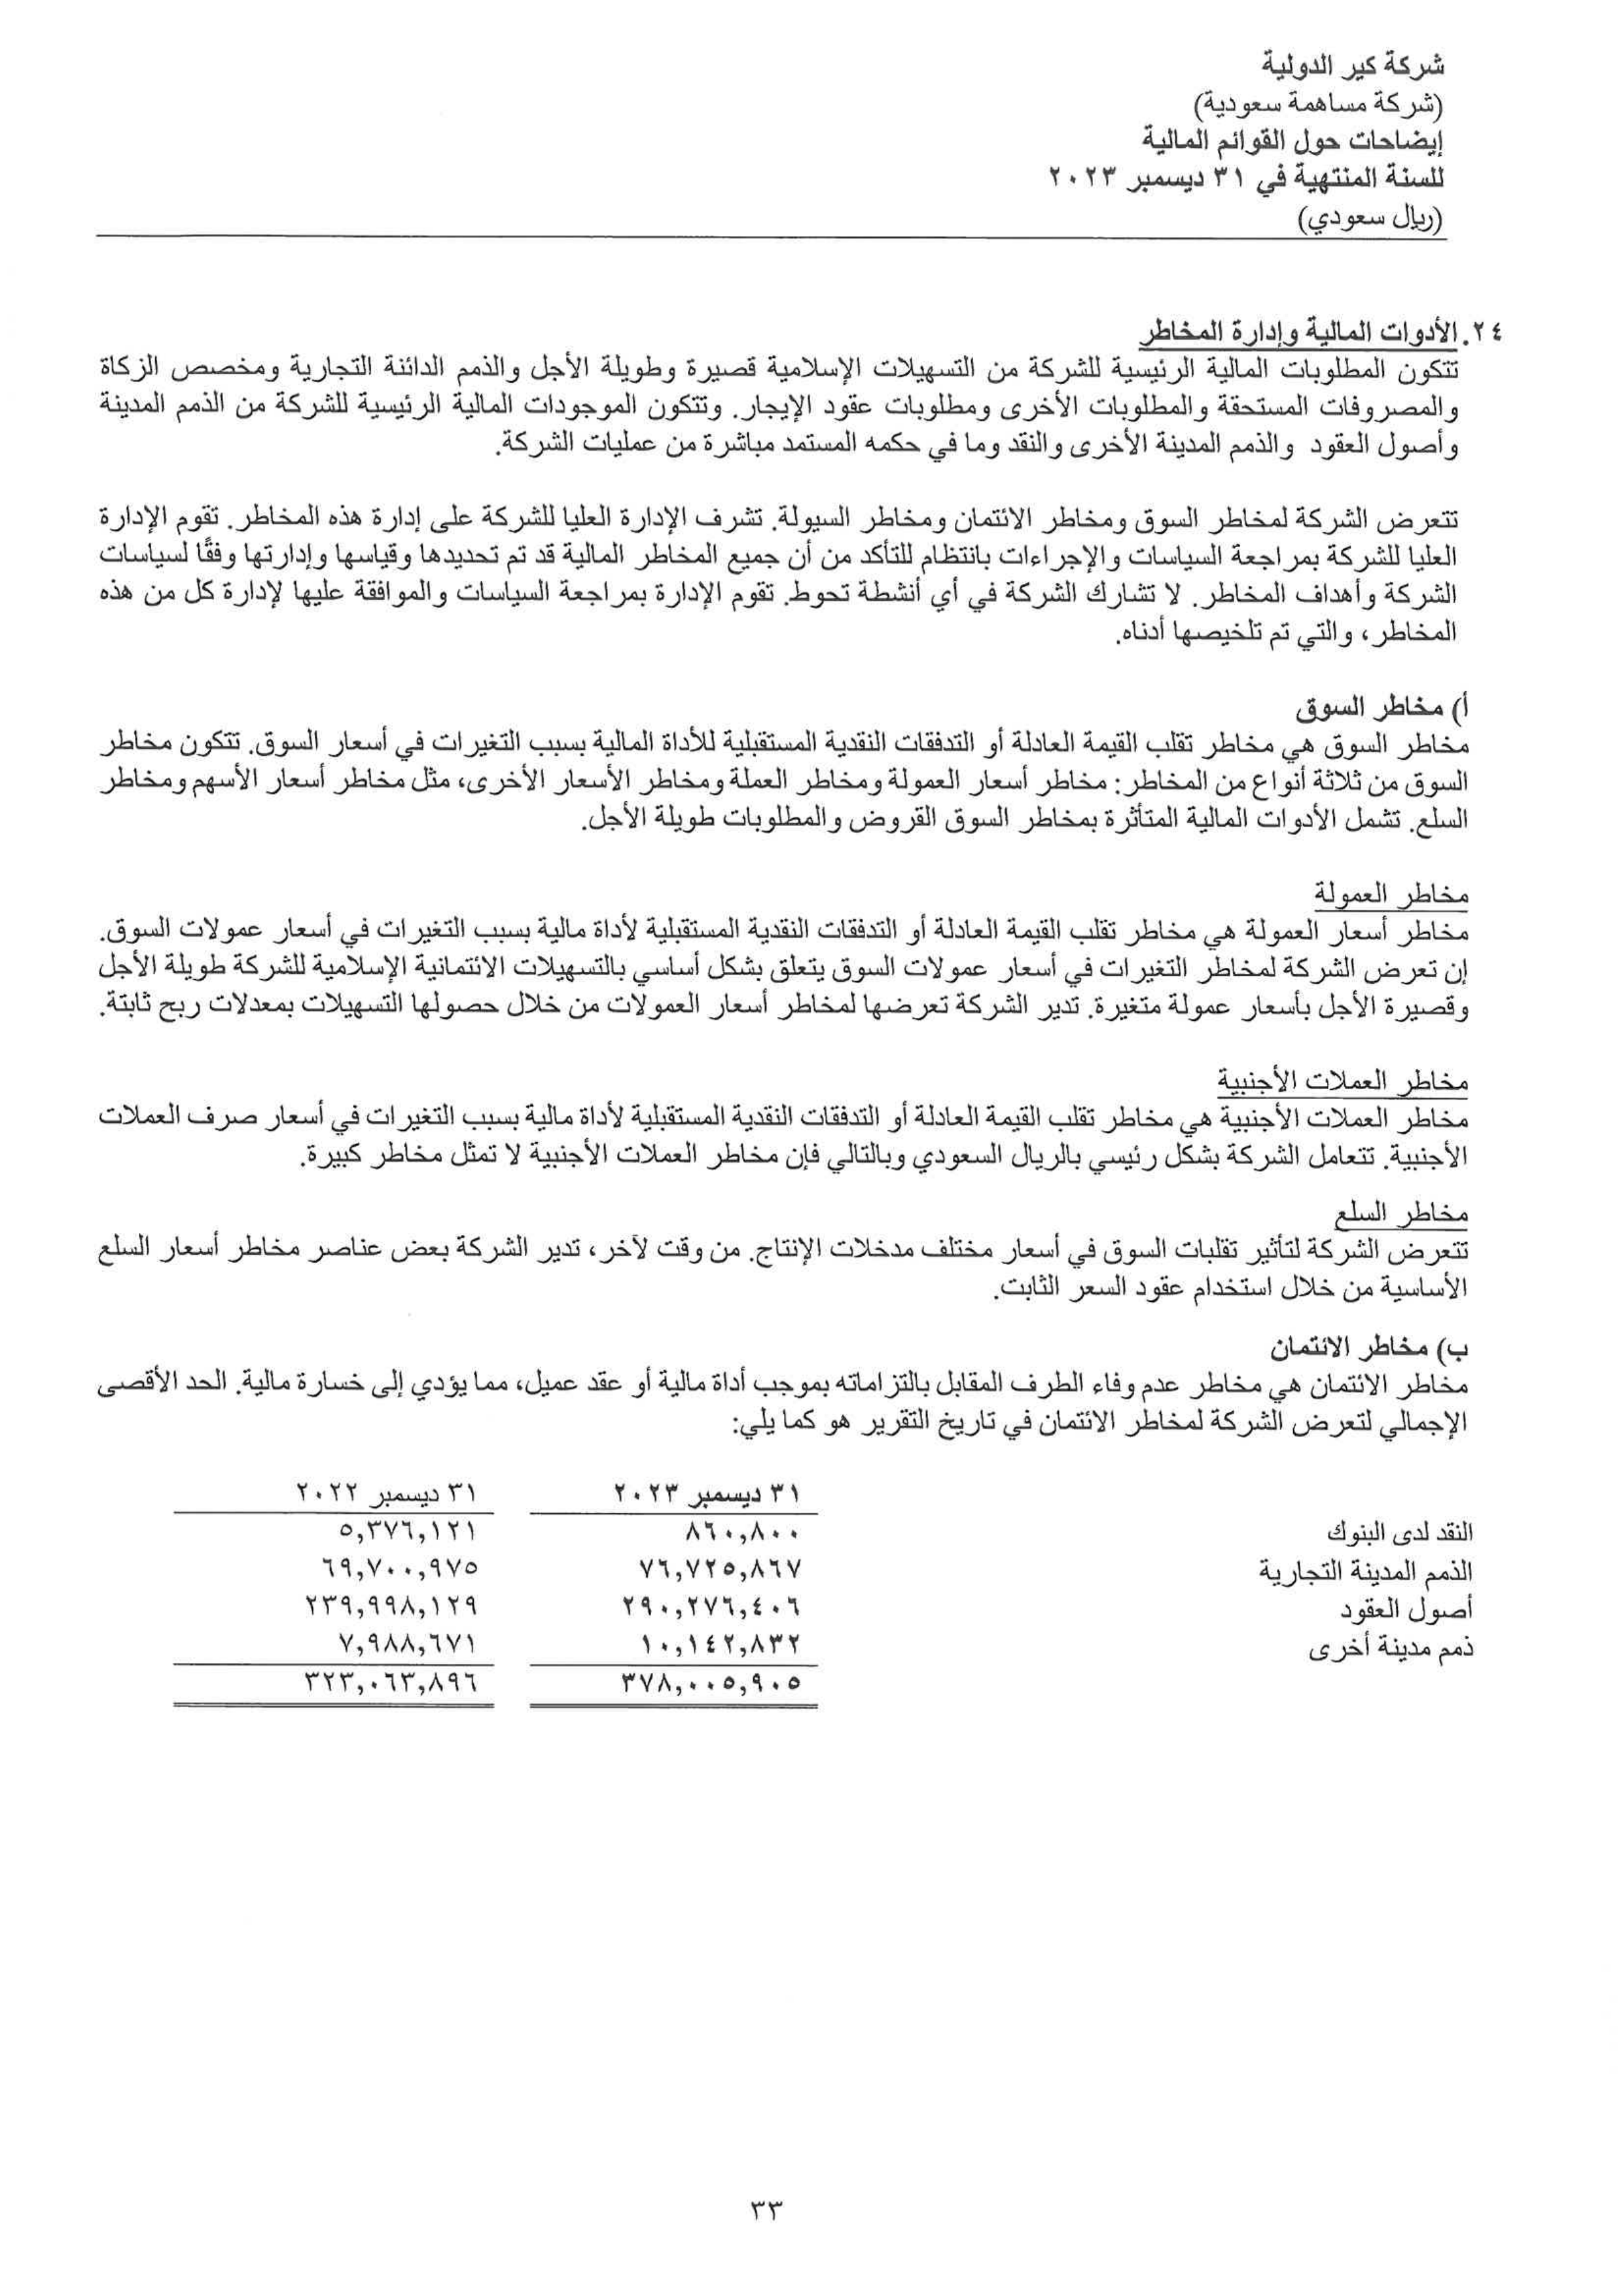 شركة كير الدولية
(شركة مساهمة سعودية)
إيضاحات حول القوائم المالية
للسنة المنتهية في ٣١ ديسمبر ٢٠٢٣
(ريال سعودي)
٢٤. الأدوات المالية وإدارة المخاطر
تتكون المطلوبات المالية الرئيسية للشركة من التسهيلات الإسلامية قصيرة وطويلة الأجل والذمم الدائنة التجارية ومخصص الزكاة
والمصروفات المستحقة والمطلوبات الأخرى ومطلوبات عقود الإيجار. وتتكون الموجودات المالية الرئيسية للشركة من الذمم المدينة
وأصول العقود والذمم المدينة الأخرى والنقد وما في حكمه المستمد مباشرة من عمليات الشركة.
تتعرض الشركة لمخاطر السوق ومخاطر الائتمان ومخاطر السيولة. تشرف الإدارة العليا للشركة على إدارة هذه المخاطر. تقوم الإدارة
العليا للشركة بمراجعة السياسات والإجراءات بانتظام للتأكد من أن جميع المخاطر المالية قد تم تحديدها وقياسها وإدارتها وفقًا لسياسات
الشركة وأهداف المخاطر. لا تشارك الشركة في أي أنشطة تحوط. تقوم الإدارة بمراجعة السياسات والموافقة عليها لإدارة كل من هذه
المخاطر، والتي تم تلخيصها أدناه.
أ) مخاطر السوق
مخاطر السوق هي مخاطر تقلب القيمة العادلة أو التدفقات النقدية المستقبلية للأداة المالية بسبب التغيرات في أسعار السوق. تتكون مخاطر
السوق من ثلاثة أنواع من المخاطر: مخاطر أسعار العمولة ومخاطر العملة ومخاطر الأسعار الأخرى، مثل مخاطر أسعار الأسهم ومخاطر
السلع. تشمل الأدوات المالية المتأثرة بمخاطر السوق القروض والمطلوبات طويلة الأجل.
مخاطر العمولة
مخاطر أسعار العمولة هي مخاطر تقلب القيمة العادلة أو التدفقات النقدية المستقبلية لأداة مالية بسبب التغيرات في أسعار عمولات السوق.
إن تعرض الشركة لمخاطر التغيرات في أسعار عمولات السوق يتعلق بشكل أساسي بالتسهيلات الائتمانية الإسلامية للشركة طويلة الأجل
وقصيرة الأجل بأسعار عمولة متغيرة. تدير الشركة تعرضها لمخاطر أسعار العمولات من خلال حصولها التسهيلات بمعدلات ربح ثابتة.
مخاطر العملات الأجنبية
مخاطر العملات الأجنبية هي مخاطر تقلب القيمة العادلة أو التدفقات النقدية المستقبلية لأداة مالية بسبب التغيرات في أسعار صرف العملات
الأجنبية. تتعامل الشركة بشكل رئيسي بالريال السعودي وبالتالي فإن مخاطر العملات الأجنبية لا تمثل مخاطر كبيرة.
مخاطر السلع
تتعرض الشركة لتأثير تقلبات السوق في أسعار مختلف مدخلات الإنتاج. من وقت لآخر، تدير الشركة بعض عناصر مخاطر أسعار السلع
الأساسية من خلال استخدام عقود السعر الثابت.
ب) مخاطر الائتمان
مخاطر الائتمان هي مخاطر عدم وفاء الطرف المقابل بالتزاماته بموجب أداة مالية أو عقد عميل، مما يؤدي إلى خسارة مالية. الحد الأقصى
الإجمالي لتعرض الشركة لمخاطر الائتمان في تاريخ التقرير هو كما يلي:
٣١ ديسمبر ٢٠٢٣ ٣١ ديسمبر ٢٠٢٢
النقد لدى البنوك ٨٦٠,٨٠٠ ٥,٣٧٦,١٢١
الذمم المدينة التجارية ٧٦,٧٢٥,٨٦٧ ٦٩,٧٠٠,٩٧٥
أصول العقود ٢٩٠,٢٧٦,٤٠٦ ٢٣٩,٩٩٨,١٢٩
ذمم مدينة أخرى ١٠,١٤٢,٨٣٢ ٧,٩٨٨,٦٧١
٣٧٨,٠٠٥,٩٠٥ ٣٢٣,٠٦٣,٨٩٦
٣٣